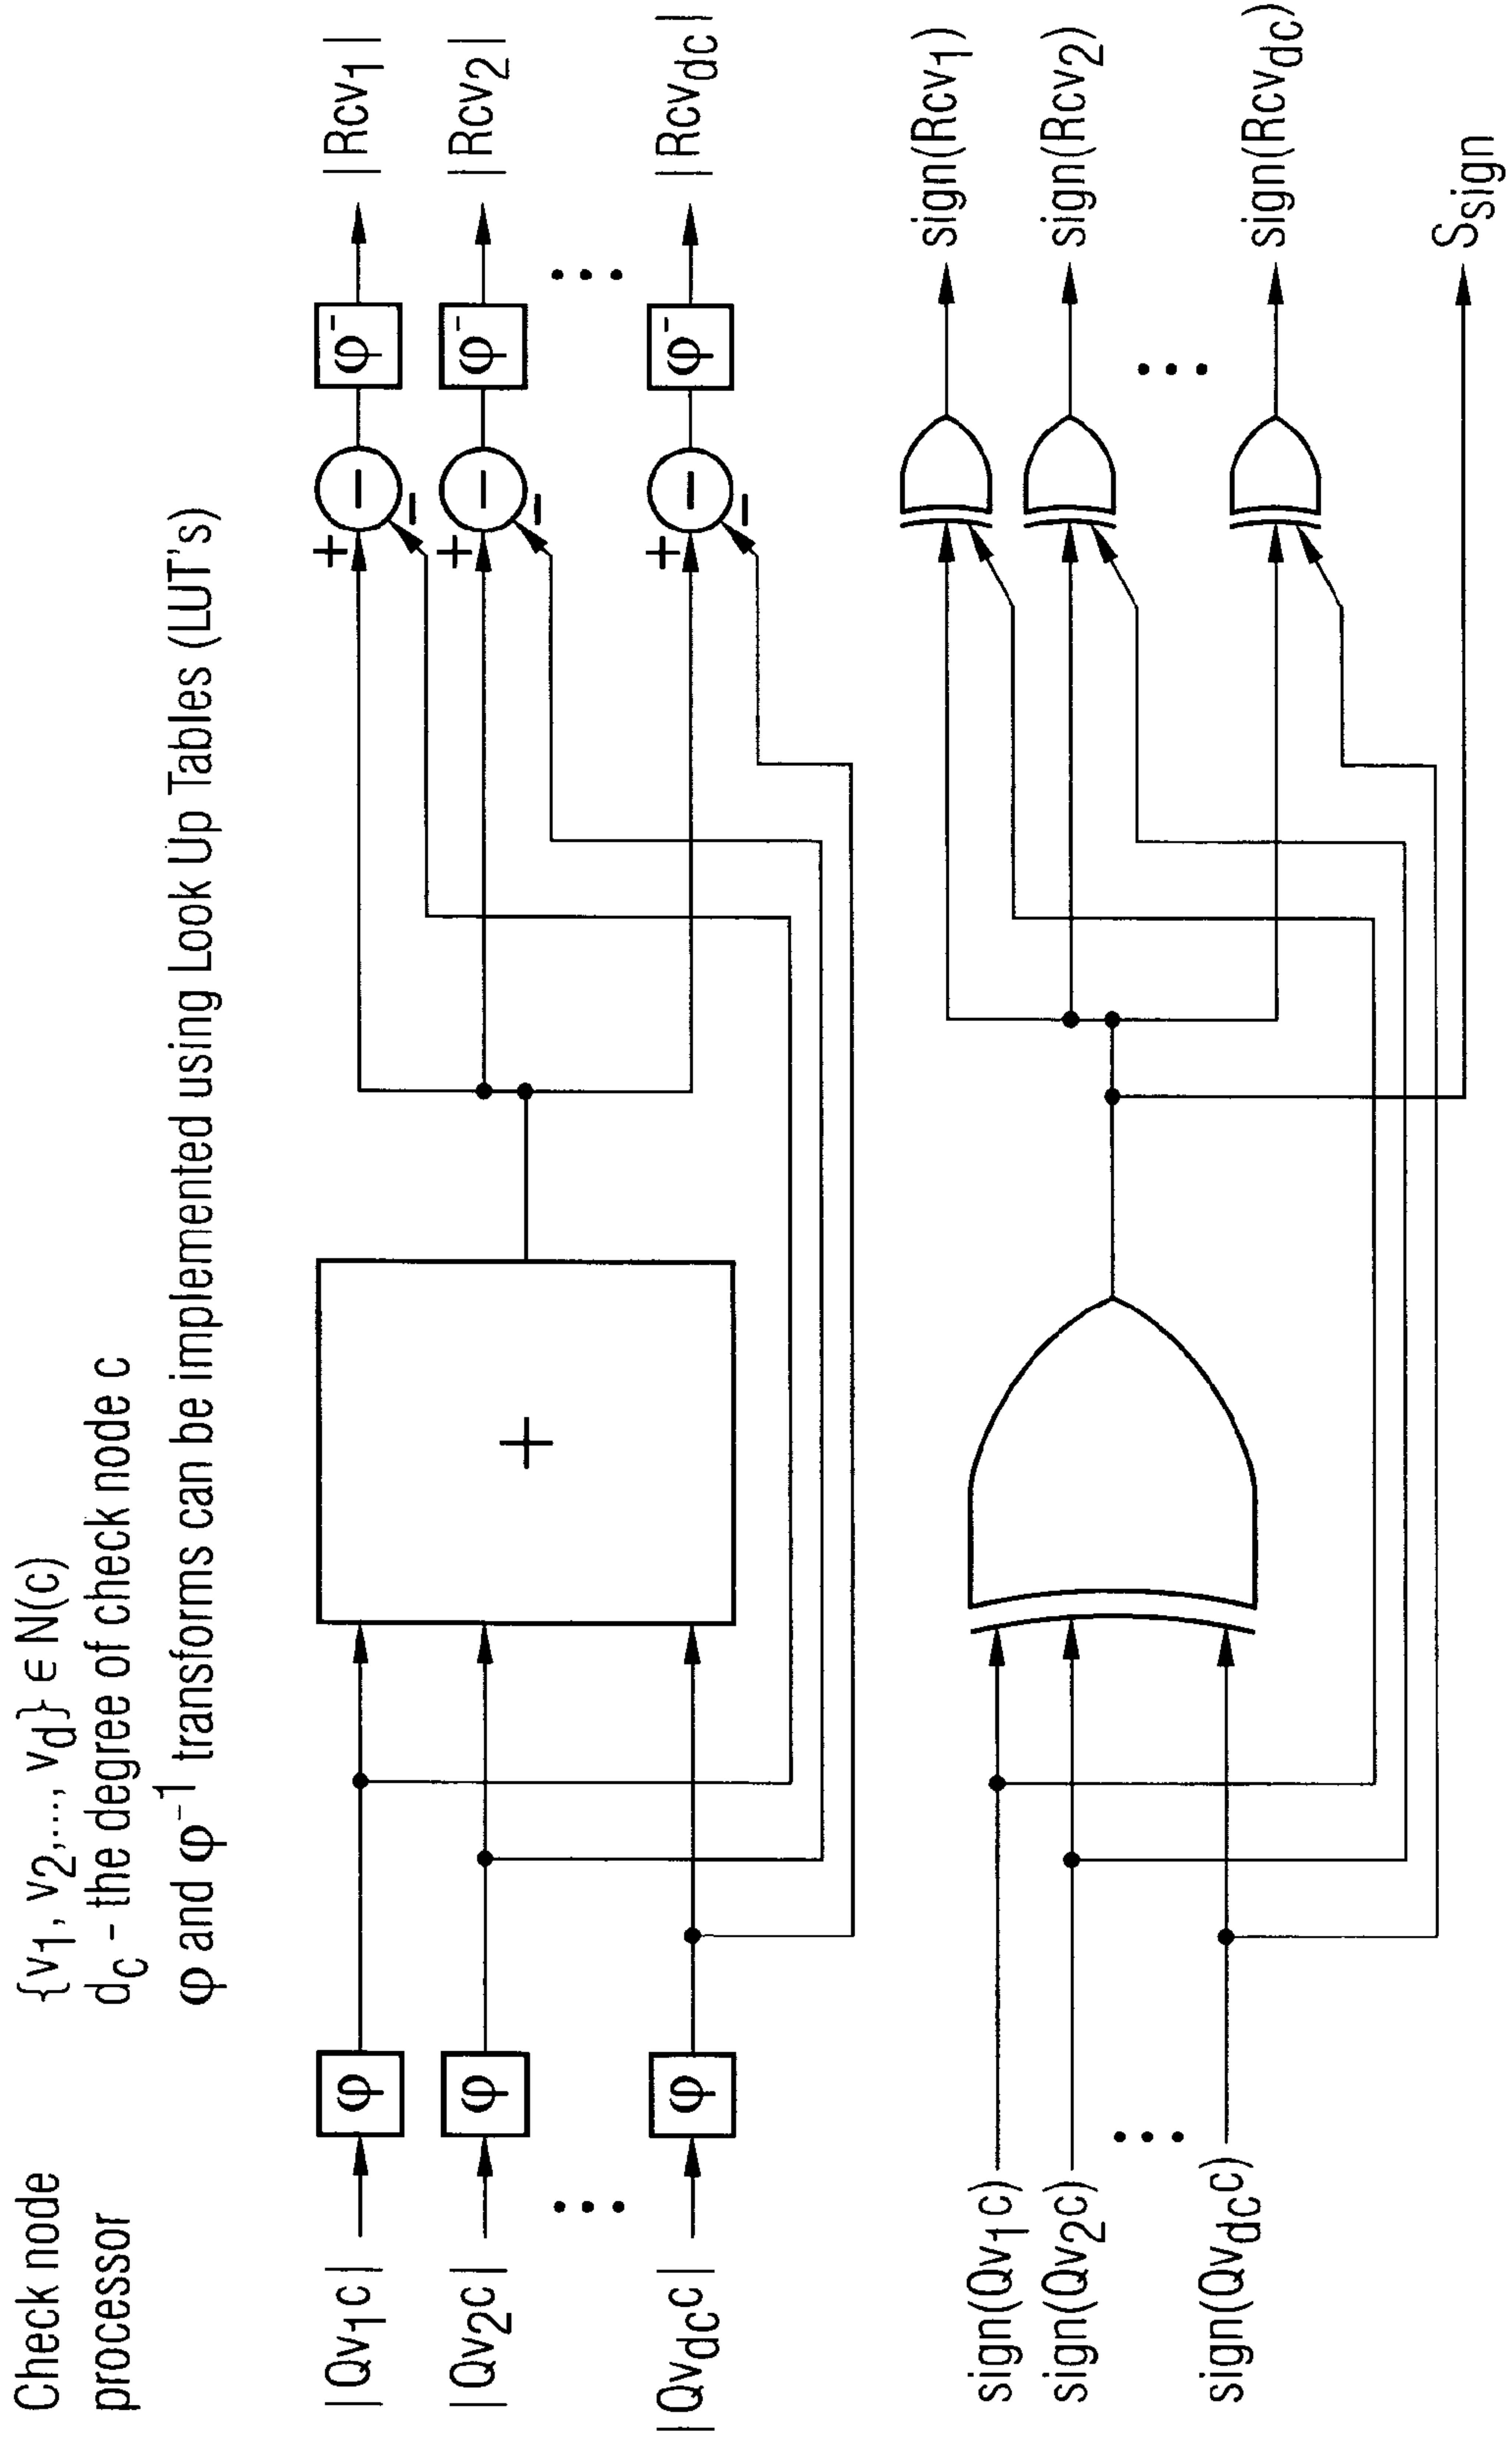 Check node
processor
{v1, v2,..., vd} ∈ N(c)
dc - the degree of check node c
φ and φ⁻¹ transforms can be implemented using Look Up Tables (LUT's)
|Qv1c|
φ
+
-
-
φ⁻
|Rcv1|
|Qv2c|
φ
+
+
-
-
φ⁻
|Rcv2|
|Qvdcc|
φ
+
-
-
φ⁻
|Rcvdc|
sign(Qv1c)
sign(Rcv1)
sign(Qv2c)
sign(Rcv2)
sign(Qvdcc)
sign(Rcvdc)
Ssign